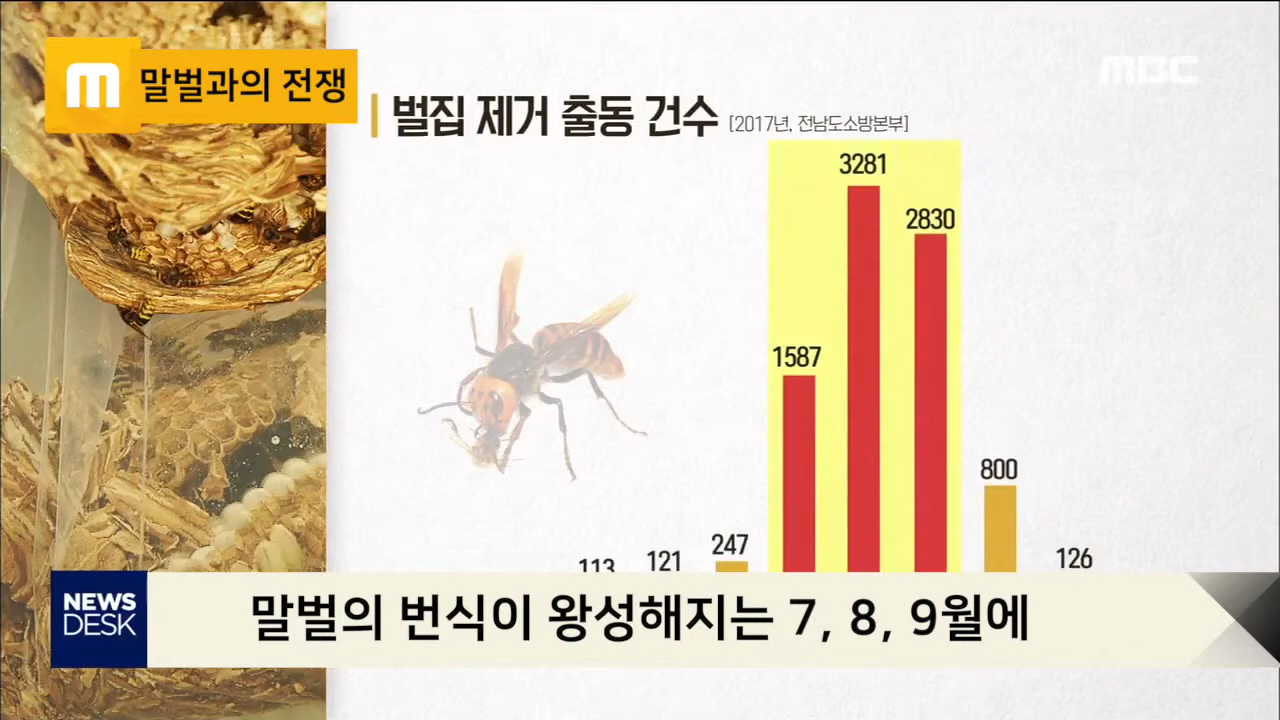 말벌과의 전쟁
MBC
벌집 제거 출동 건수 [2017년, 전남도소방본부]
3281
2830
1587
800
247
121
113
126
NEWS
DESK
말벌의 번식이 왕성해지는 7, 8, 9월에